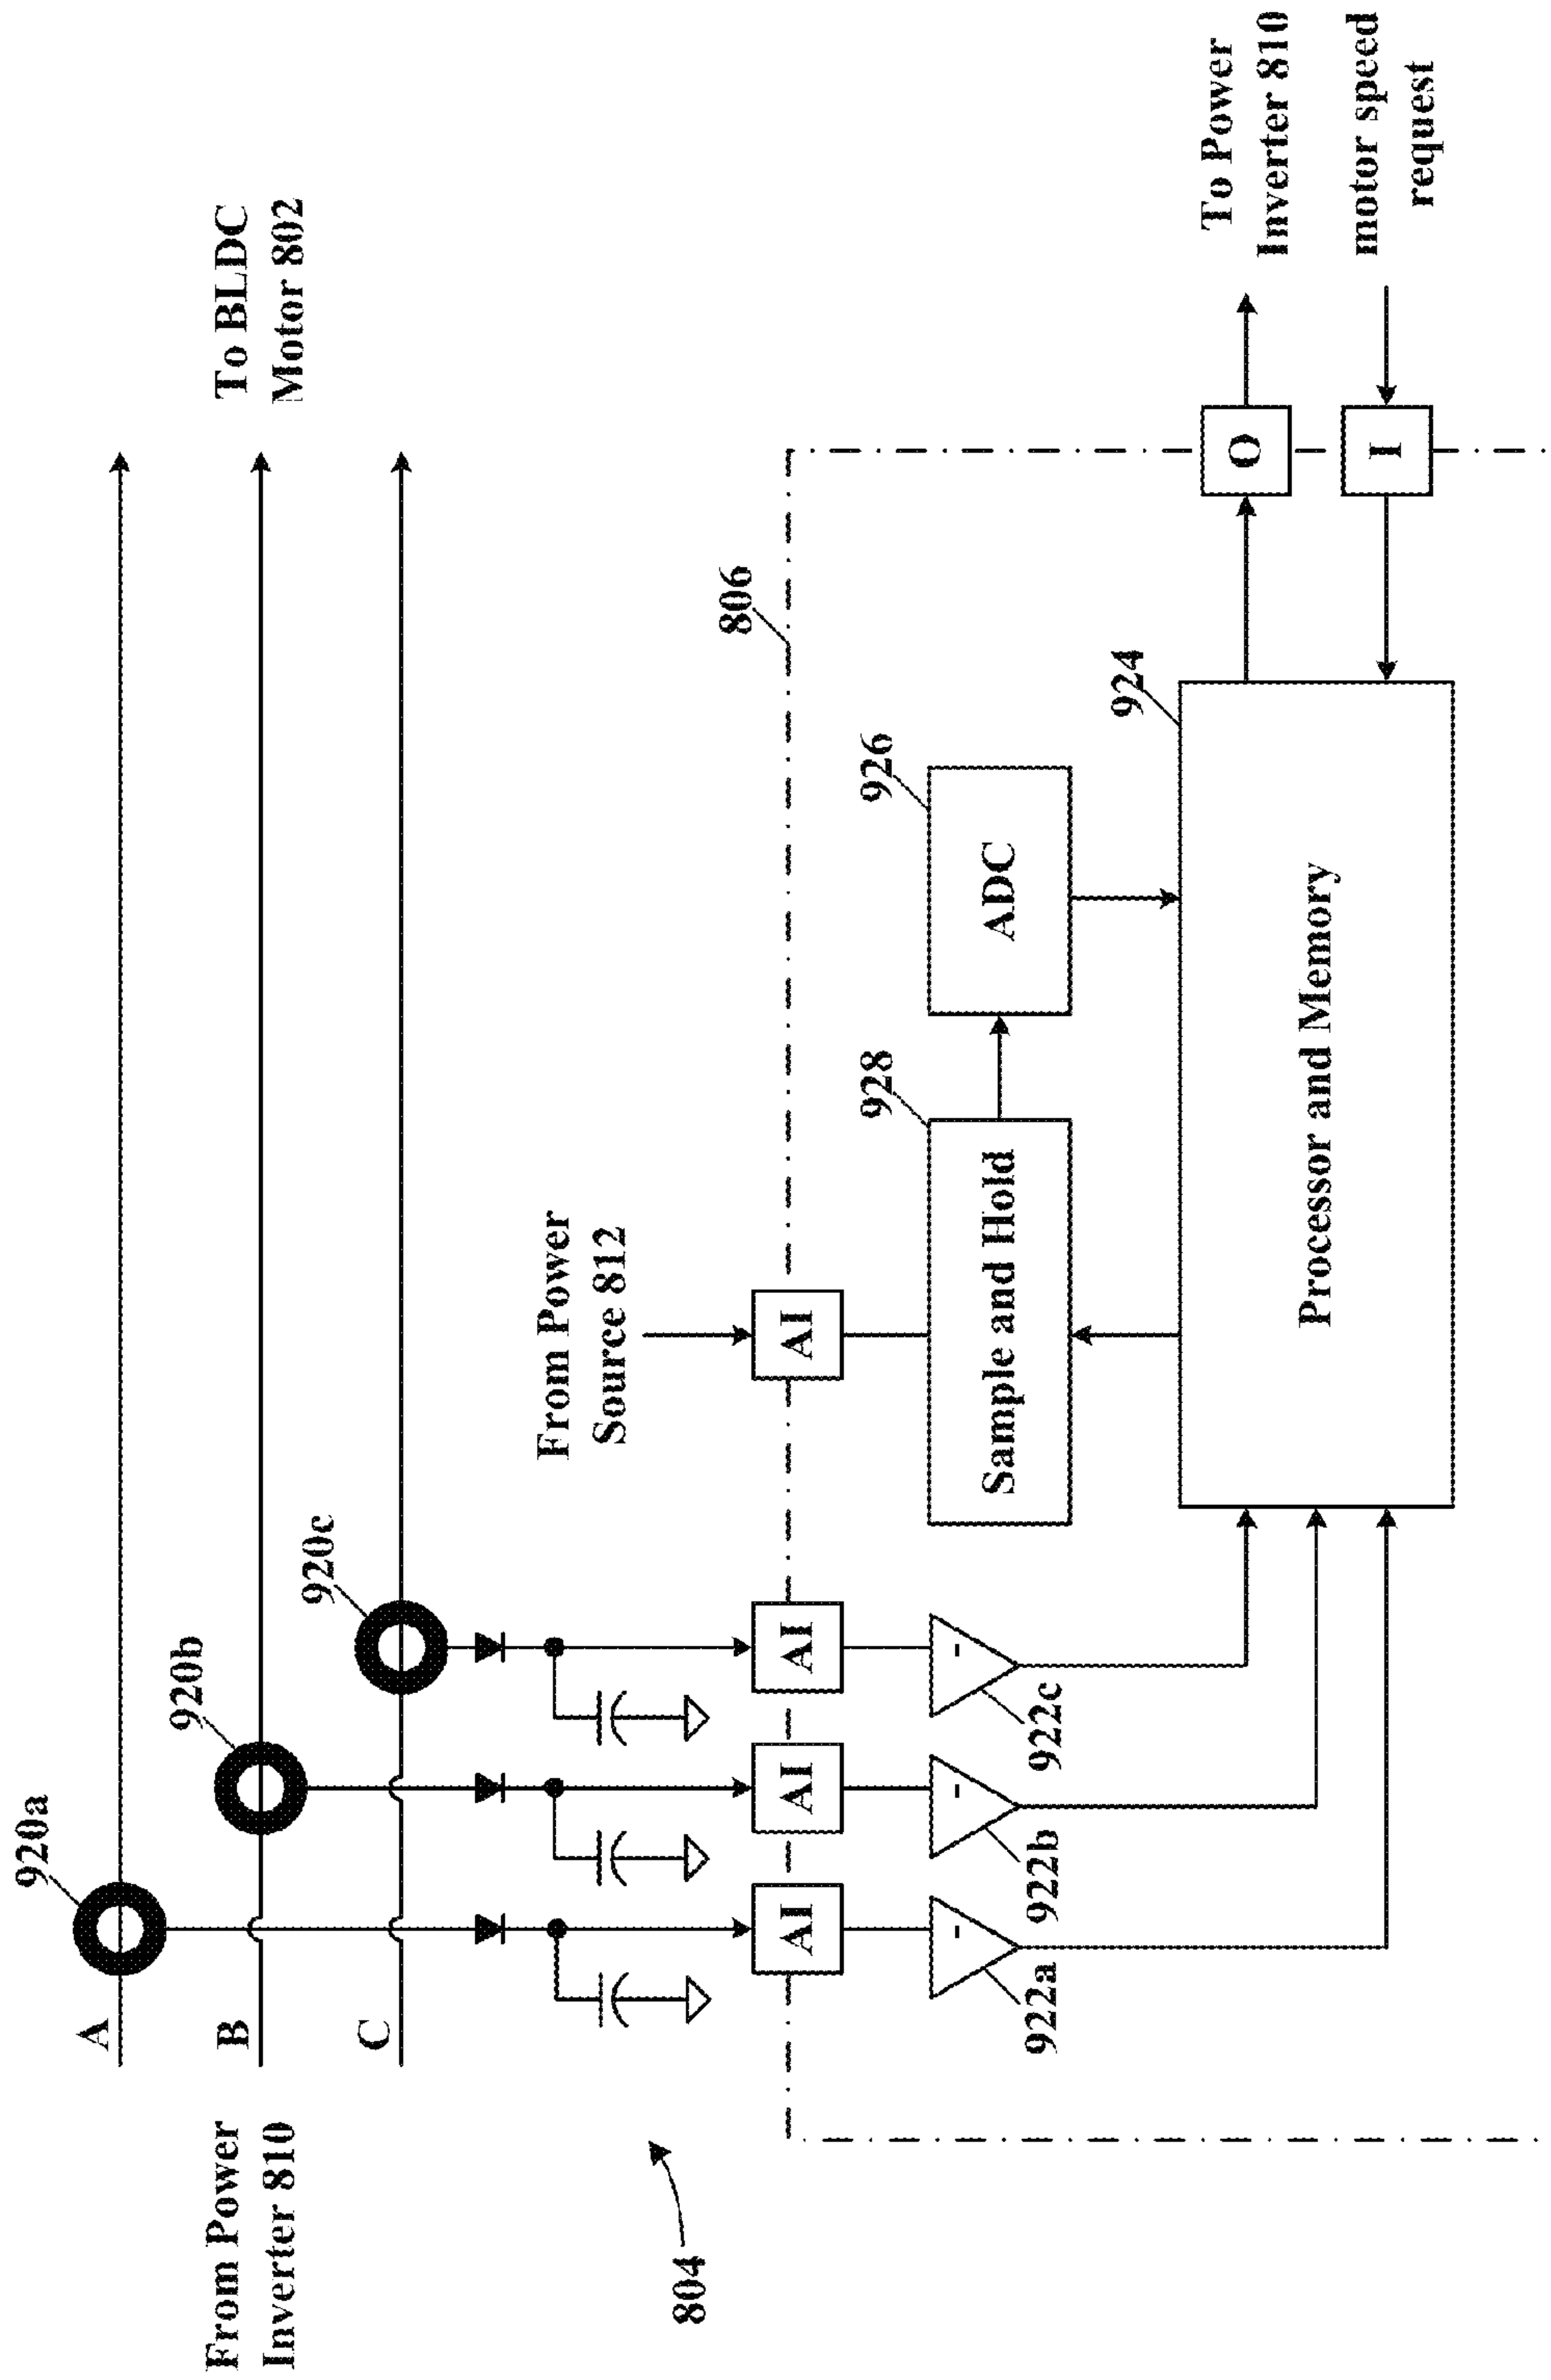 From Power
Inverter 810
A
B
C
920a
920b
920c
To BLDC
Motor 802
804
From Power
Source 812
806
AI
AI
AI
AI
-
-
-
922a
922b
922c
Sample and Hold
928
ADC
926
Processor and Memory
924
O
I
To Power
Inverter 810
motor speed
request